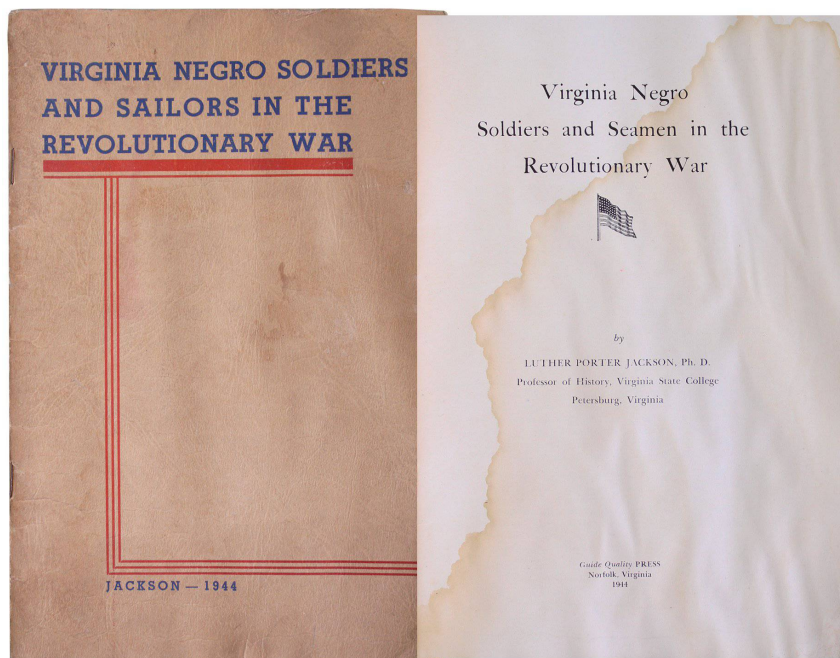 VIRGINIA NEGRO SOLDIERS
AND SAILORS IN THE
REVOLUTIONARY WAR
JACKSON — 1944
Virginia Negro
Soldiers and Seamen in the
Revolutionary War
by
LUTHER PORTER JACKSON, Ph. D.
Professor of History, Virginia State College
Petersburg, Virginia
Guide Quality PRESS
Norfolk, Virginia
1944